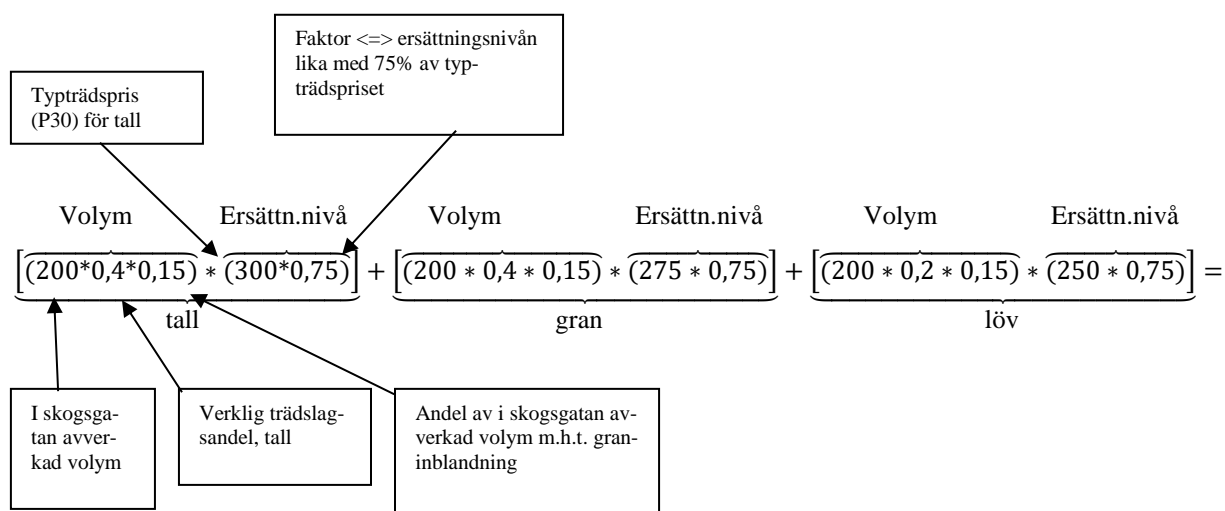 Faktor <=> ersättningsnivån
lika med 75% av typ-
trädspriset
Typträdspris
(P30) för tall
Volym Ersättn.nivå Volym Ersättn.nivå Volym Ersättn.nivå
[(200*0,4*0,15) * (300*0,75)] + [(200 * 0,4 * 0,15) * (275 * 0,75)] + [(200 * 0,2 * 0,15) * (250 * 0,75)] =
tall gran löv
I skogsga-
tan avver-
kad volym
Verklig trädslag-
sandel, tall
Andel av i skogsgatan av-
verkad volym m.h.t. gran-
inblandning